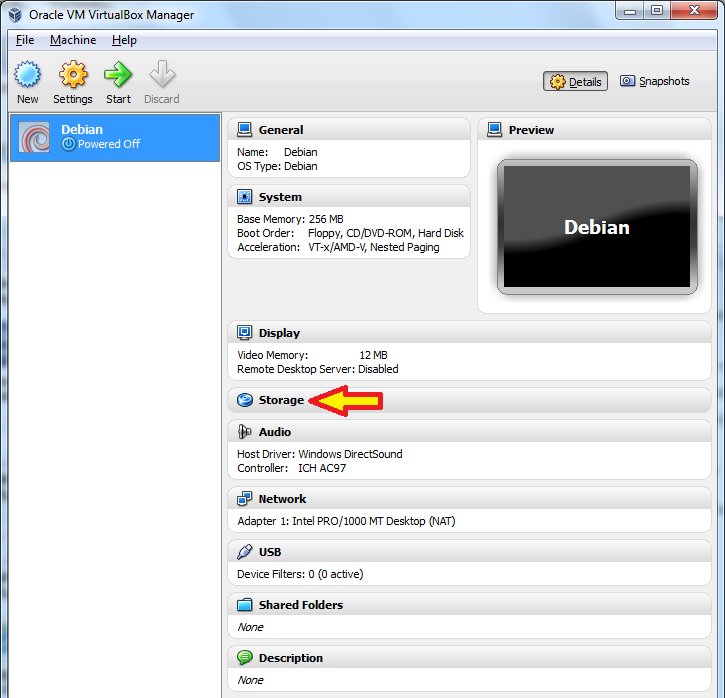 Oracle VM VirtualBox Manager
File Machine Help
New Settings Start Discard
Details Snapshots
Debian
Powered Off
General
Name: Debian
OS Type: Debian
System
Base Memory: 256 MB
Boot Order: Floppy, CD/DVD-ROM, Hard Disk
Acceleration: VT-x/AMD-V, Nested Paging
Preview
Debian
Display
Video Memory: 12 MB
Remote Desktop Server: Disabled
Storage
Audio
Host Driver: Windows DirectSound
Controller: ICH AC97
Network
Adapter 1: Intel PRO/1000 MT Desktop (NAT)
USB
Device Filters: 0 (0 active)
Shared Folders
None
Description
None